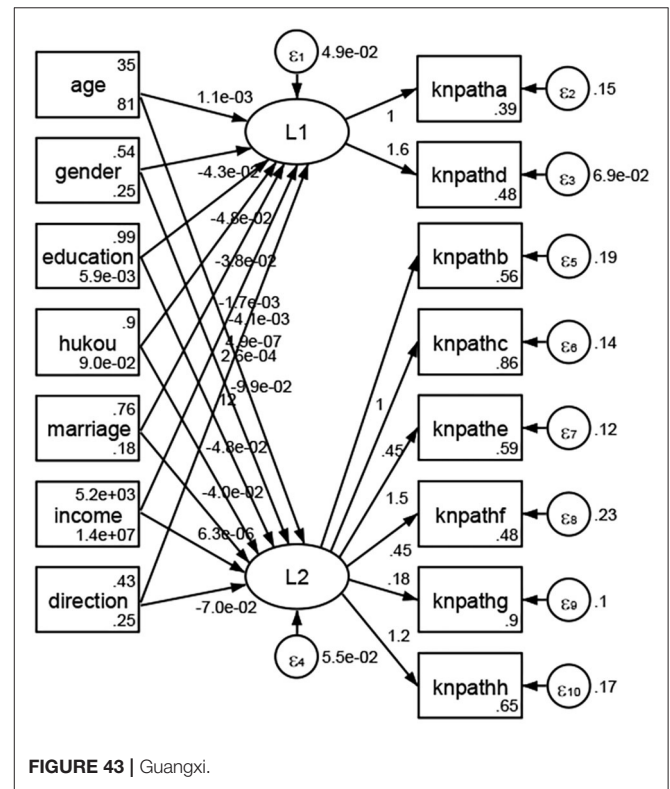 35
age
81
.54
gender
.25
.99
education
5.9e-03
.9
hukou
9.0e-02
.76
marriage
.18
5.2e+03
income
1.4e+07
.43
direction
.25
ε1 4.9e-02
L1
1.1e-03
-4.3e-02
-4.8e-02
-3.8e-02
-1.7e-03
-4.1e-03
4.9e-07
2.6e-04
-9.9e-02
.12
-4.8e-02
-4.0e-02
6.3e-06
-7.0e-02
L2
ε4 5.5e-02
1
1.6
1
.45
1.5
.45
.18
1.2
knpatha
.39
ε2 .15
knpathd
.48
ε3 6.9e-02
knpathb
.56
ε5 .19
knpathc
.86
ε6 .14
knpathe
.59
ε7 .12
knpathf
.48
ε8 .23
knpathg
.9
ε9 .1
knpathh
.65
ε10 .17
FIGURE 43 | Guangxi.